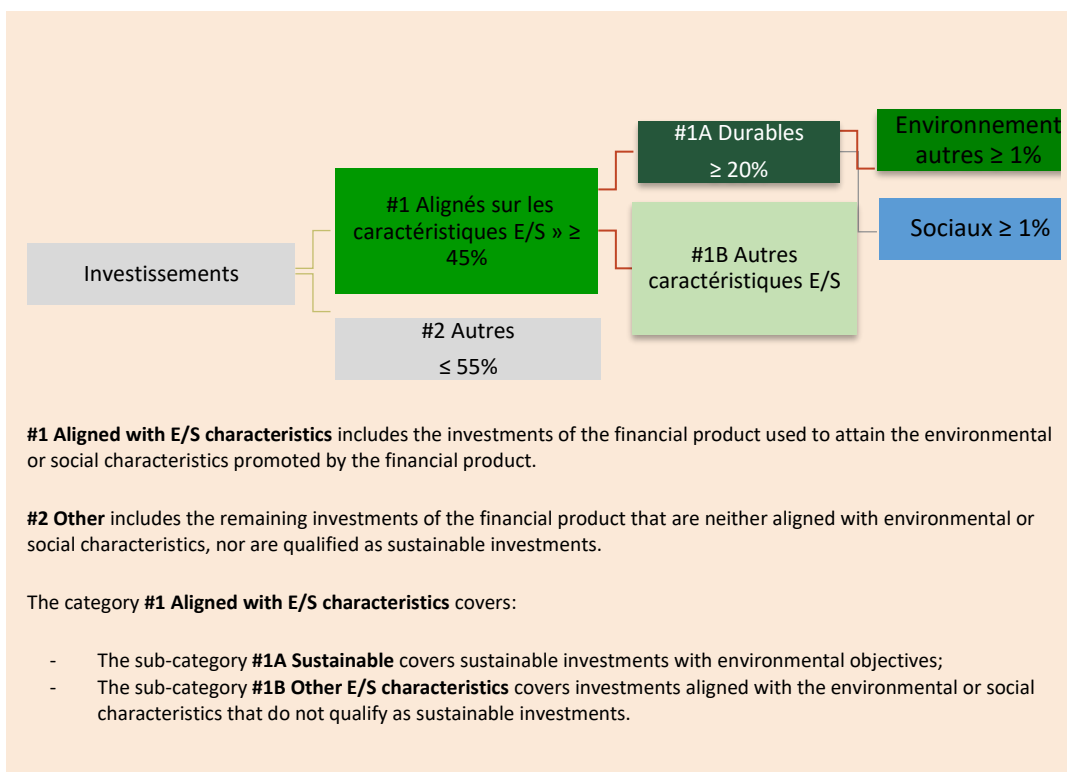 Investissements
#1 Alignés sur les
caractéristiques E/S » ≥
45%
#2 Autres
≤ 55%
#1A Durables
≥ 20%
#1B Autres
caractéristiques E/S
Environnement
autres ≥ 1%
Sociaux ≥ 1%
#1 Aligned with E/S characteristics includes the investments of the financial product used to attain the environmental
or social characteristics promoted by the financial product.
#2 Other includes the remaining investments of the financial product that are neither aligned with environmental or
social characteristics, nor are qualified as sustainable investments.
The category #1 Aligned with E/S characteristics covers:
- The sub-category #1A Sustainable covers sustainable investments with environmental objectives;
- The sub-category #1B Other E/S characteristics covers investments aligned with the environmental or social
characteristics that do not qualify as sustainable investments.